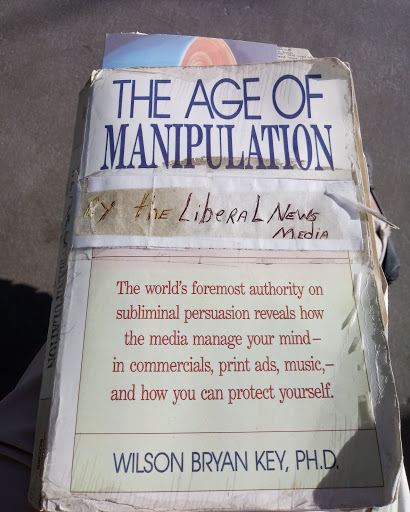 THE AGE OF
MANIPULATION
By the LiberaL News
Media
The world's foremost authority on
subliminal persuasion reveals how
the media manage your mind–
in commercials, print ads, music,–
and how you can protect yourself.
WILSON BRYAN KEY, PH.D.